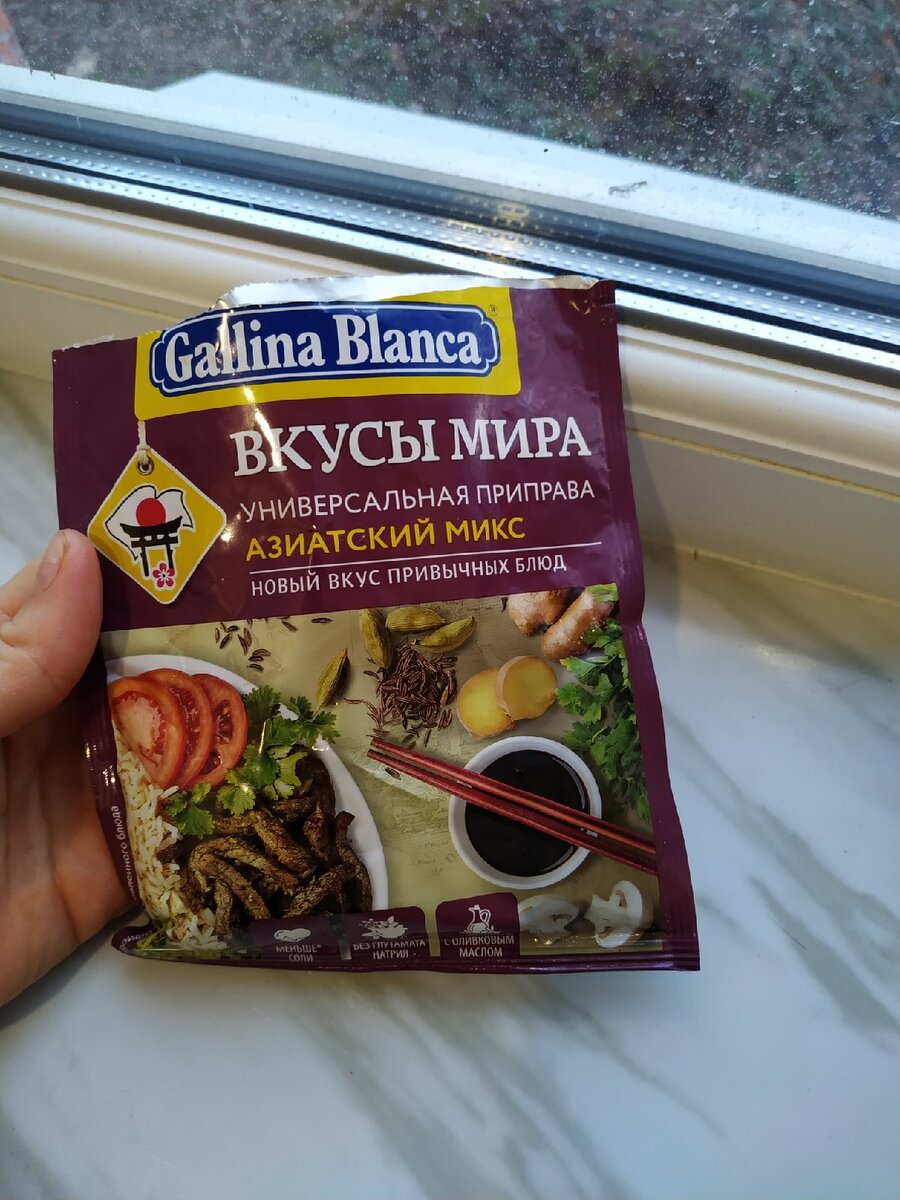 Gallina Blanca
®
ВКУСЫ МИРА
УНИВЕРСАЛЬНАЯ ПРИПРАВА
АЗИАТСКИЙ МИКС
НОВЫЙ ВКУС ПРИВЫЧНЫХ БЛЮД
блюда
МЕНЬШЕ*
СОЛИ
БЕЗ ГЛУТАМАТА
НАТРИЯ
С ОЛИВКОВЫМ
МАСЛОМ